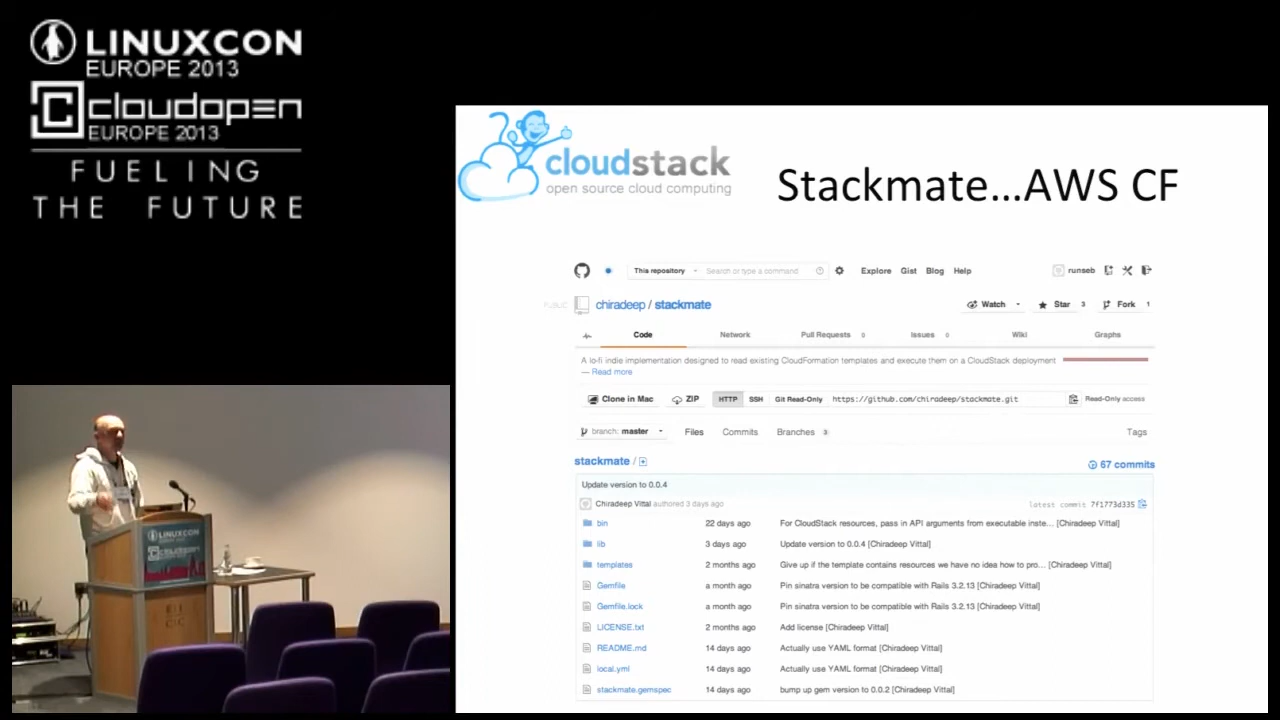 LINUXCON
EUROPE 2013
cloudopen
EUROPE 2013
FUELING
THE FUTURE
cloudstack
open source cloud computing
Stackmate...AWS CF
This repository Search or type a command Explore Gist Blog Help runseb
PUBLIC chiradeep / stackmate Watch Star 3 Fork 1
Code Network Pull Requests 0 Issues 0 Wiki Graphs
A lo-fi indie implementation designed to read existing CloudFormation templates and execute them on a CloudStack deployment
— Read more
Clone in Mac ZIP HTTP SSH Git Read-Only https://github.com/chiradeep/stackmate.git Read-Only access
branch: master Files Commits Branches 3 Tags
stackmate / + 67 commits
Update version to 0.0.4
Chiradeep Vittal authored 3 days ago latest commit 7f1773d335
bin 22 days ago For CloudStack resources, pass in API arguments from executable inste... [Chiradeep Vittal]
lib 3 days ago Update version to 0.0.4 [Chiradeep Vittal]
templates 2 months ago Give up if the template contains resources we have no idea how to pro... [Chiradeep Vittal]
Gemfile a month ago Pin sinatra version to be compatible with Rails 3.2.13 [Chiradeep Vittal]
Gemfile.lock a month ago Pin sinatra version to be compatible with Rails 3.2.13 [Chiradeep Vittal]
LICENSE.txt 2 months ago Add license [Chiradeep Vittal]
README.md 14 days ago Actually use YAML format [Chiradeep Vittal]
local.yml 14 days ago Actually use YAML format [Chiradeep Vittal]
stackmate.gemspec 14 days ago bump up gem version to 0.0.2 [Chiradeep Vittal]
LINUXCON
cloudopen